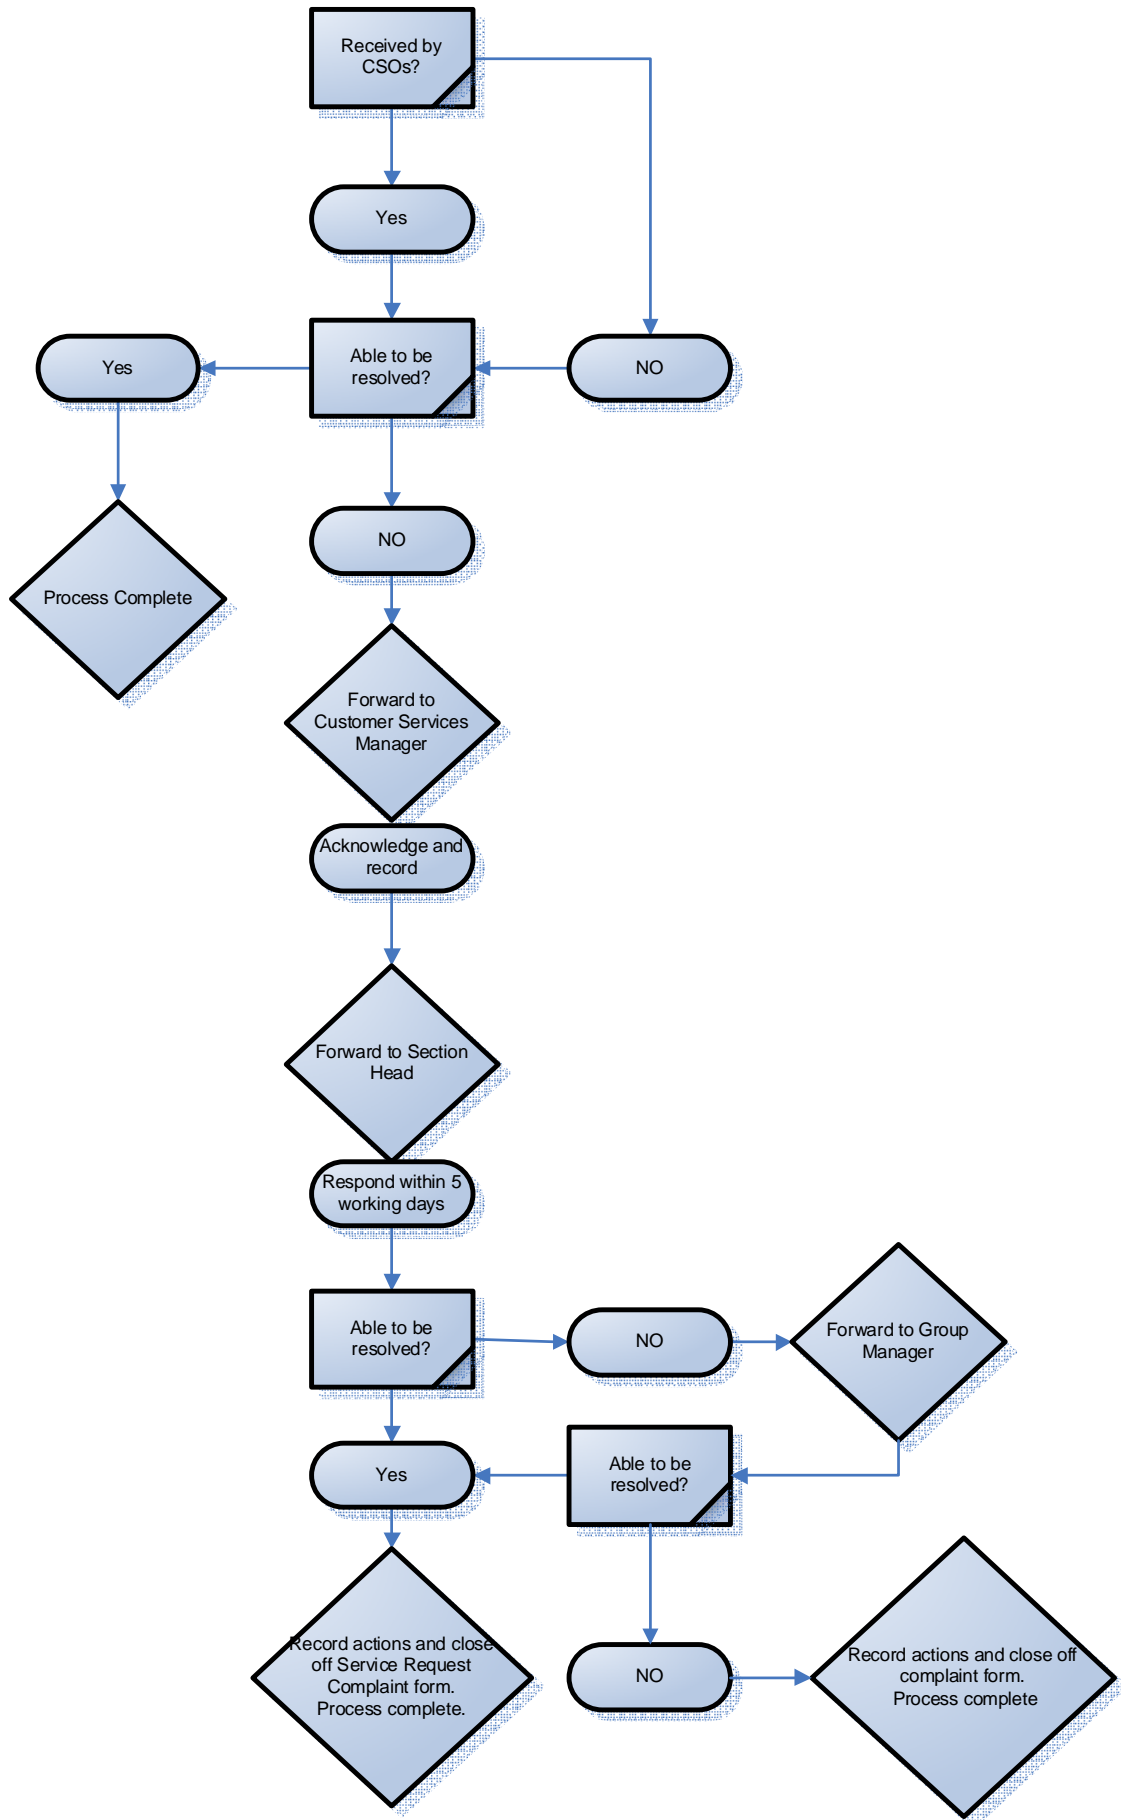 Received by
CSOs?
Yes
Yes
Able to be
resolved?
NO
NO
Process Complete
Forward to
Customer Services
Manager
Acknowledge and
record
Forward to Section
Head
Respond within 5
working days
Able to be
resolved?
NO
Forward to Group
Manager
Yes
Able to be
resolved?
Record actions and close
off Service Request
Complaint form.
Process complete.
NO
Record actions and close off
complaint form.
Process complete